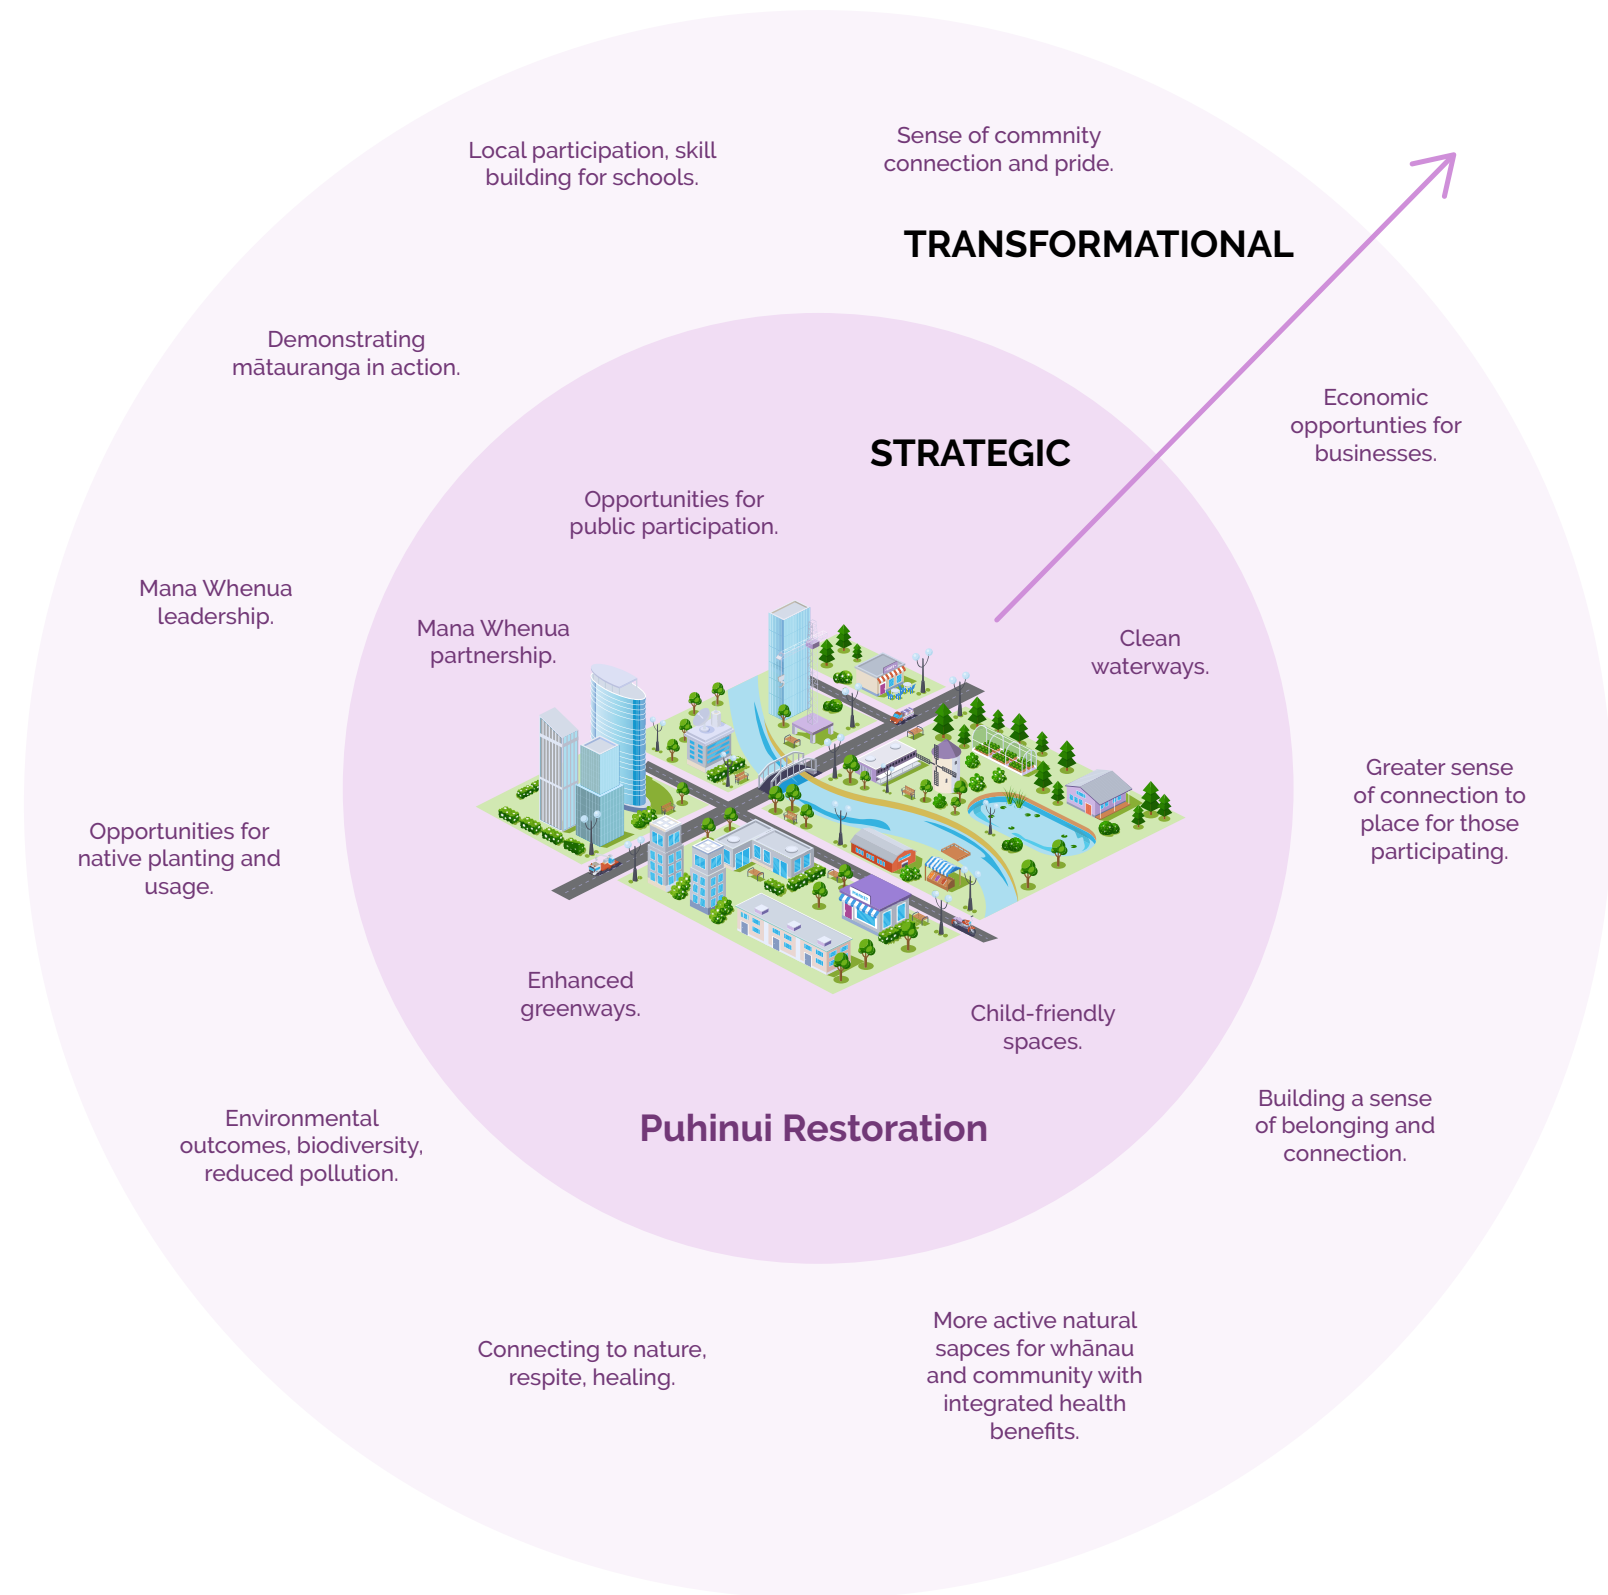 Local participation, skill
building for schools.
Sense of commnity
connection and pride.
TRANSFORMATIONAL
Demonstrating
mātauranga in action.
Economic
opportunties for
businesses.
STRATEGIC
Opportunities for
public participation.
Mana Whenua
leadership.
Mana Whenua
partnership.
Clean
waterways.
Greater sense
of connection to
place for those
participating.
Opportunities for
native planting and
usage.
Enhanced
greenways.
Child-friendly
spaces.
Puhinui Restoration
Environmental
outcomes, biodiversity,
reduced pollution.
Building a sense
of belonging and
connection.
Connecting to nature,
respite, healing.
More active natural
sapces for whānau
and community with
integrated health
benefits.